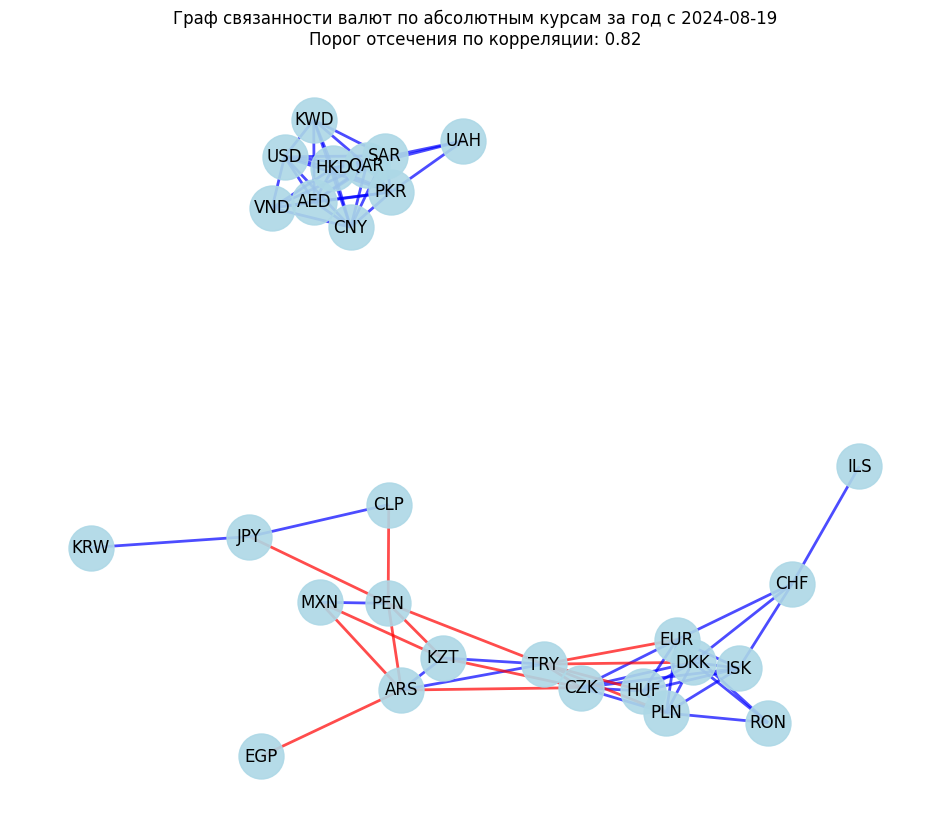 Граф связанности валют по абсолютным курсам за год с 2024-08-19
Порог отсечения по корреляции: 0.82
KWD
UAH
USD
SAR
HKD
QAR
PKR
VND
AED
CNY
ILS
CLP
JPY
KRW
CHF
MXN
PEN
EUR
KZT
TRY
DKK
ISK
CZK
HUF
ARS
PLN
RON
EGP